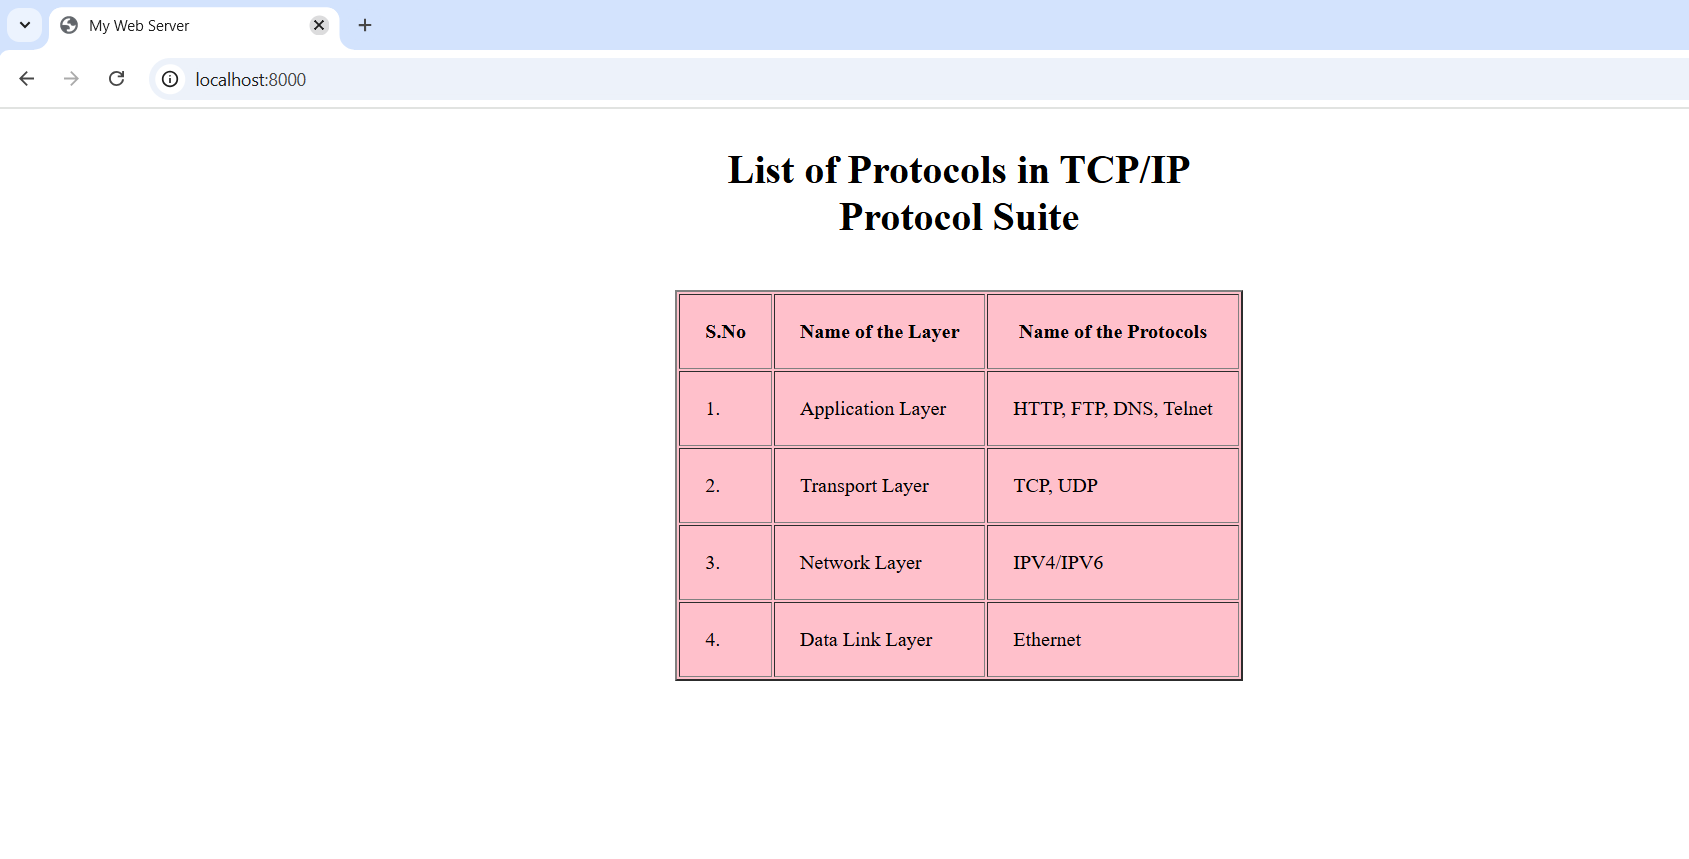 My Web Server
localhost:8000
List of Protocols in TCP/IP
Protocol Suite
S.No Name of the Layer Name of the Protocols
1. Application Layer HTTP, FTP, DNS, Telnet
2. Transport Layer TCP, UDP
3. Network Layer IPV4/IPV6
4. Data Link Layer Ethernet